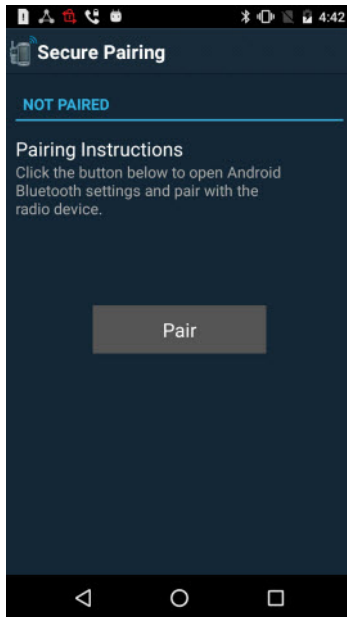 4:42
Secure Pairing
NOT PAIRED
Pairing Instructions
Click the button below to open Android
Bluetooth settings and pair with the
radio device.
Pair